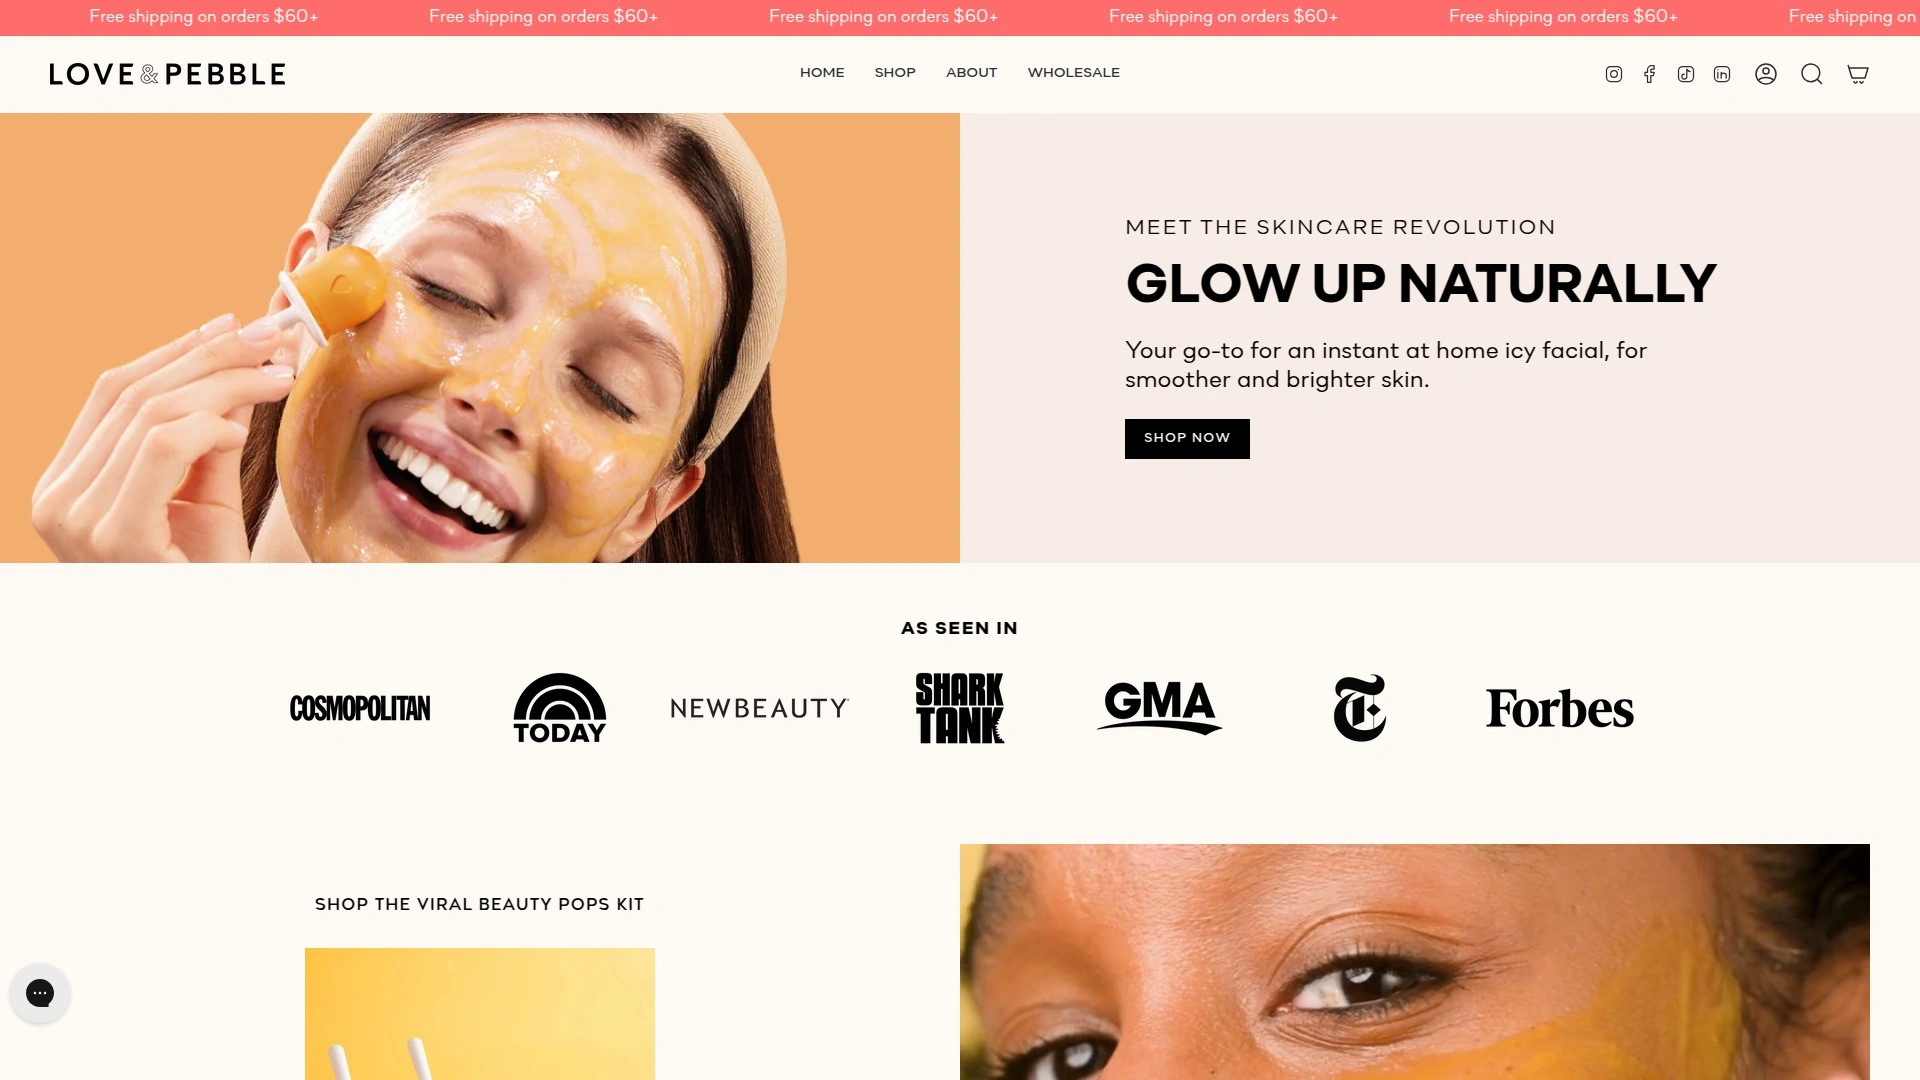 Free shipping on orders $60+ Free shipping on orders $60+ Free shipping on orders $60+ Free shipping on orders $60+ Free shipping on orders $60+ Free shipping on
LOVE & PEBBLE
HOME SHOP ABOUT WHOLESALE
MEET THE SKINCARE REVOLUTION
GLOW UP NATURALLY
Your go-to for an instant at home icy facial, for
smoother and brighter skin.
SHOP NOW
AS SEEN IN
COSMOPOLITAN
TODAY
NEWBEAUTY
SHARK
TANK
GMA
T
Forbes
SHOP THE VIRAL BEAUTY POPS KIT